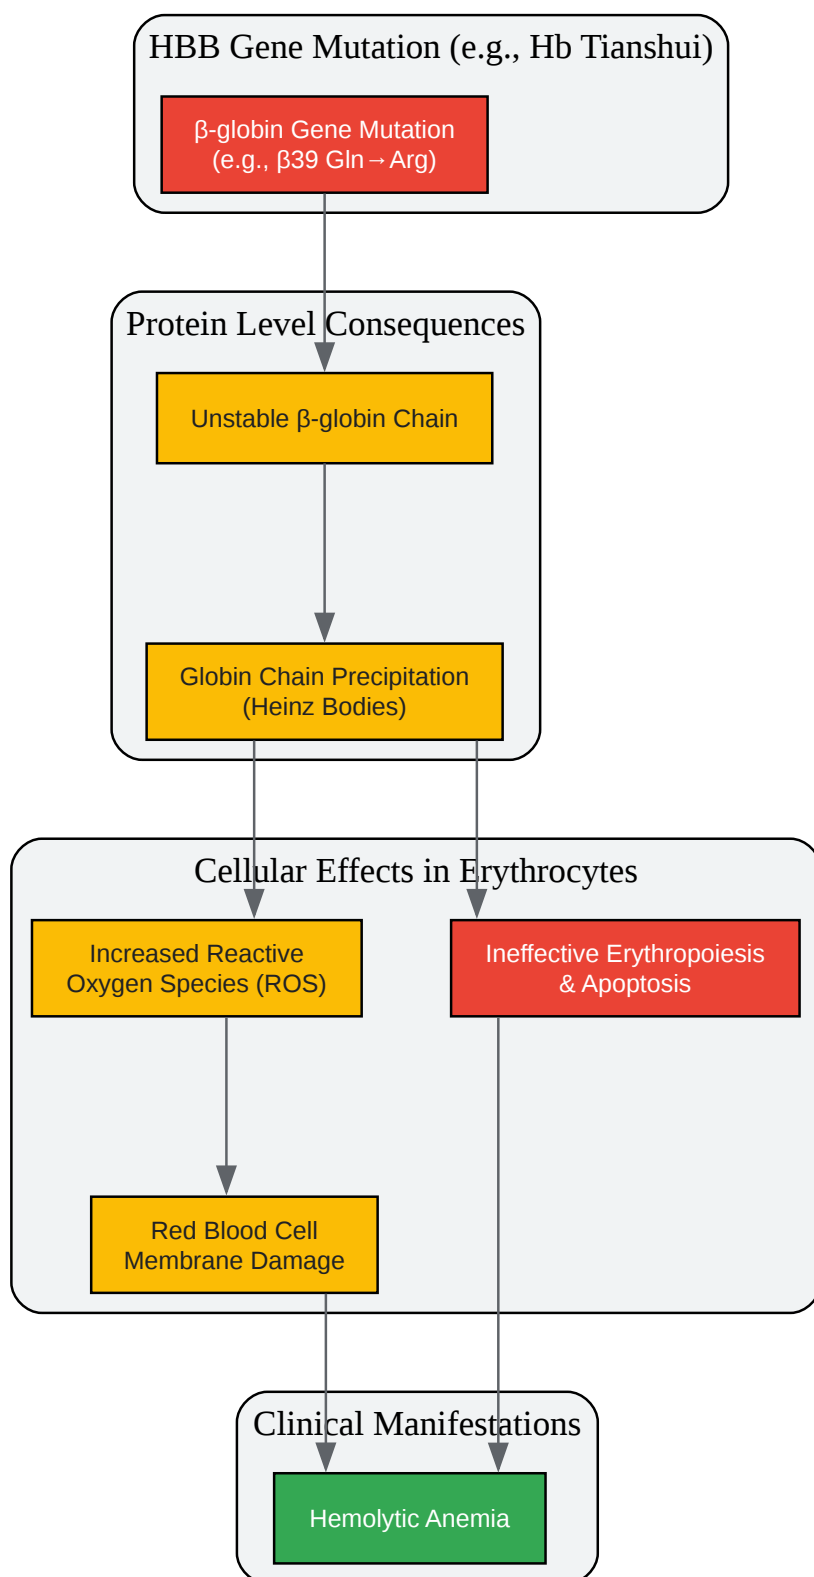 HBB Gene Mutation (e.g., Hb Tianshui)
β-globin Gene Mutation
(e.g., β39 Gln→Arg)
Protein Level Consequences
Unstable β-globin Chain
Globin Chain Precipitation
(Heinz Bodies)
Cellular Effects in Erythrocytes
Increased Reactive
Oxygen Species (ROS)
Ineffective Erythropoiesis
& Apoptosis
Red Blood Cell
Membrane Damage
Clinical Manifestations
Hemolytic Anemia